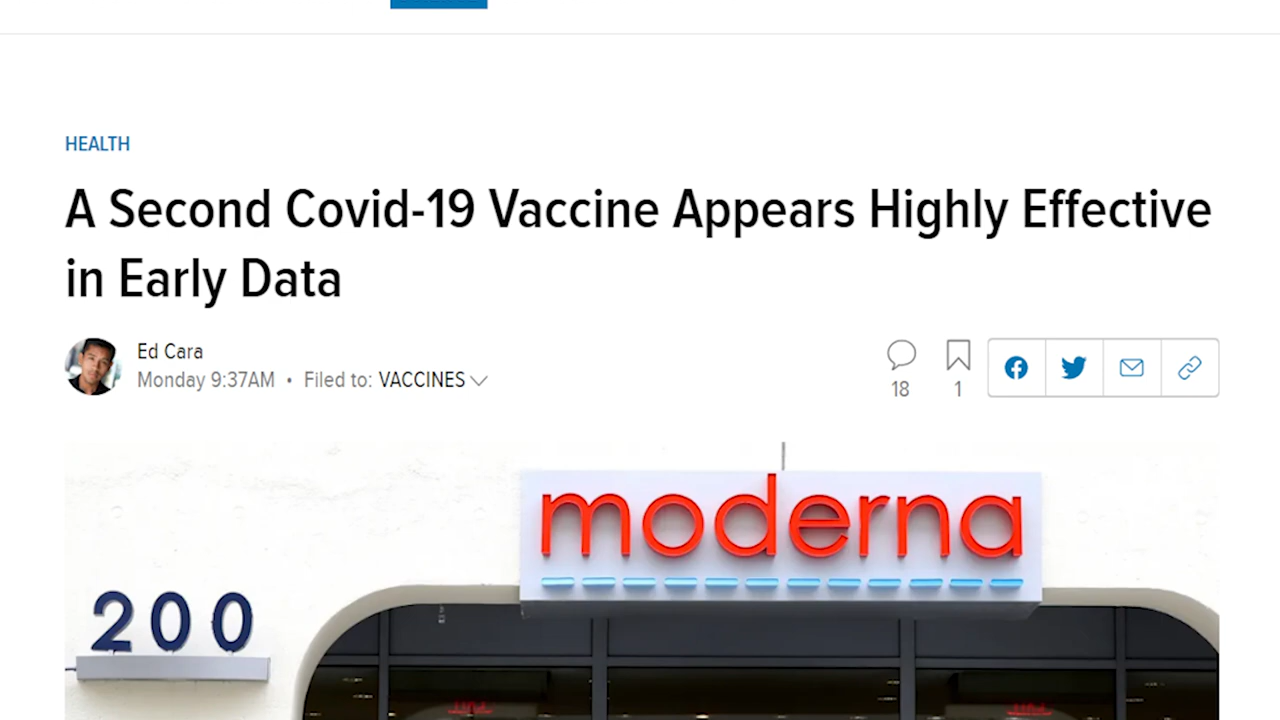 HEALTH
A Second Covid-19 Vaccine Appears Highly Effective
in Early Data
Ed Cara
Monday 9:37AM • Filed to: VACCINES
18
1
moderna
200